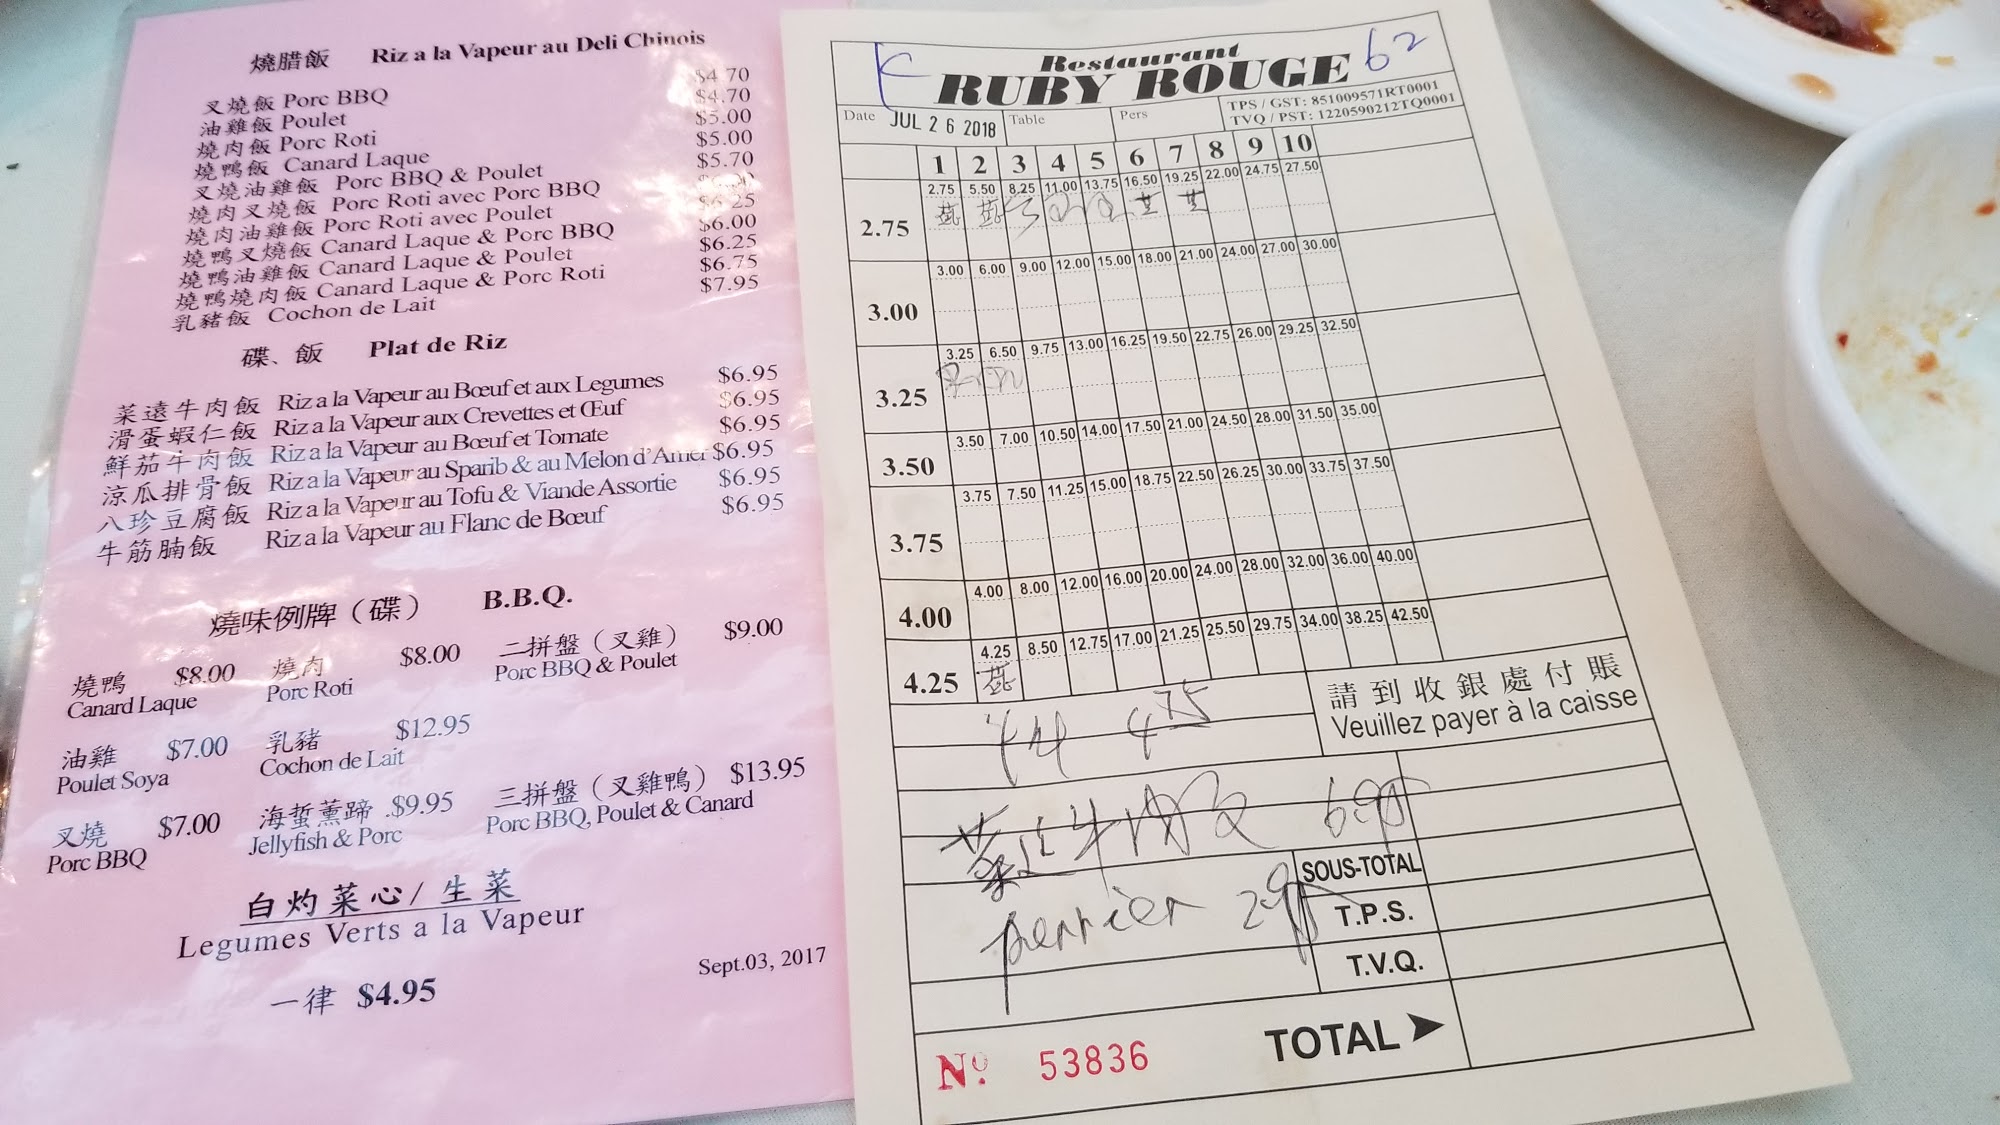 燒腊飯 Riz a la Vapeur au Deli Chinois
$4.70
叉燒飯 Porc BBQ $4.70
油雞飯 Poulet $5.00
燒肉飯 Porc Roti $5.00
燒鴨飯 Canard Laque $5.70
叉燒油雞飯 Porc BBQ & Poulet
燒肉叉燒飯 Porc Roti avec Porc BBQ $6.25
燒肉油雞飯 Porc Roti avec Poulet $6.00
燒鴨叉燒飯 Canard Laque & Porc BBQ $6.25
燒鴨油雞飯 Canard Laque & Poulet $6.75
燒鴨燒肉飯 Canard Laque & Porc Roti $7.95
乳豬飯 Cochon de Lait
碟、飯 Plat de Riz
菜遠牛肉飯 Riz a la Vapeur au Bœuf et aux Legumes $6.95
滑蛋蝦仁飯 Riz a la Vapeur aux Crevettes et Œuf $6.95
鮮茄牛肉飯 Riz a la Vapeur au Bœuf et Tomate $6.95
涼瓜排骨飯 Riz a la Vapeur au Sparib & au Melon d'Amer $6.95
八珍豆腐飯 Riz a la Vapeur au Tofu & Viande Assortie $6.95
牛筋腩飯 Riz a la Vapeur au Flanc de Bœuf $6.95
燒味例牌（碟） B.B.Q.
燒鴨 $8.00 燒肉 $8.00 二拼盤（叉雞） $9.00
Canard Laque Porc Roti Porc BBQ & Poulet
油雞 $7.00 乳豬 $12.95
Poulet Soya Cochon de Lait
叉燒 $7.00 海蜇薰蹄 .$9.95 三拼盤（叉雞鴨） $13.95
Porc BBQ Jellyfish & Porc Porc BBQ, Poulet & Canard
白灼菜心/生菜
Legumes Verts a la Vapeur
Sept.03, 2017
一律 $4.95
Restaurant
RUBY ROUGE 62
Date JUL 26 2018 Table Pers
TPS / GST: 851009571RT0001
TVQ / PST: 1220590212TQ0001
1 2 3 4 5 6 7 8 9 10
2.75 5.50 8.25 11.00 13.75 16.50 19.25 22.00 24.75 27.50
2.75
3.00 6.00 9.00 12.00 15.00 18.00 21.00 24.00 27.00 30.00
3.00
3.25 6.50 9.75 13.00 16.25 19.50 22.75 26.00 29.25 32.50
3.25
3.50 7.00 10.50 14.00 17.50 21.00 24.50 28.00 31.50 35.00
3.50
3.75 7.50 11.25 15.00 18.75 22.50 26.25 30.00 33.75 37.50
3.75
4.00 8.00 12.00 16.00 20.00 24.00 28.00 32.00 36.00 40.00
4.00
4.25 8.50 12.75 17.00 21.25 25.50 29.75 34.00 38.25 42.50
4.25
請到收銀處付賬
Veuillez payer à la caisse
475
牛肉 695
SOUS-TOTAL
perrier 295
T.P.S.
T.V.Q.
TOTAL
Nº 53836